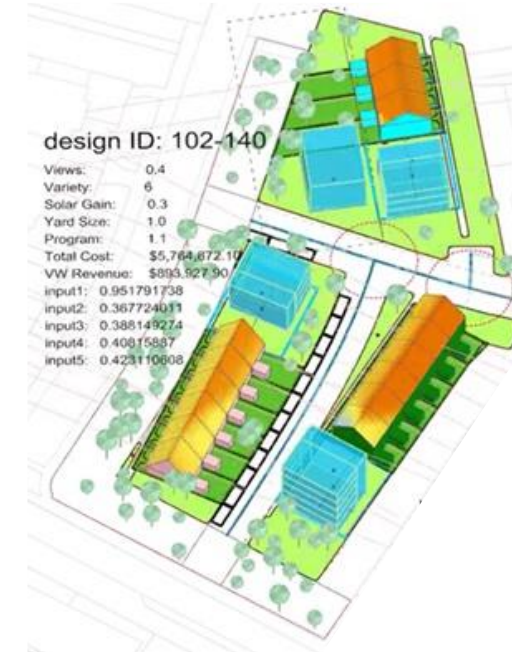 design ID: 102-140
Views: 0.4
Variety: 6
Solar Gain: 0.3
Yard Size: 1.0
Program: 1.1
Total Cost: $5,764,672.10
VW Revenue: $893,927.90
input1: 0.951791738
input2: 0.367724011
input3: 0.388149274
input4: 0.40815887
input5: 0.423110608